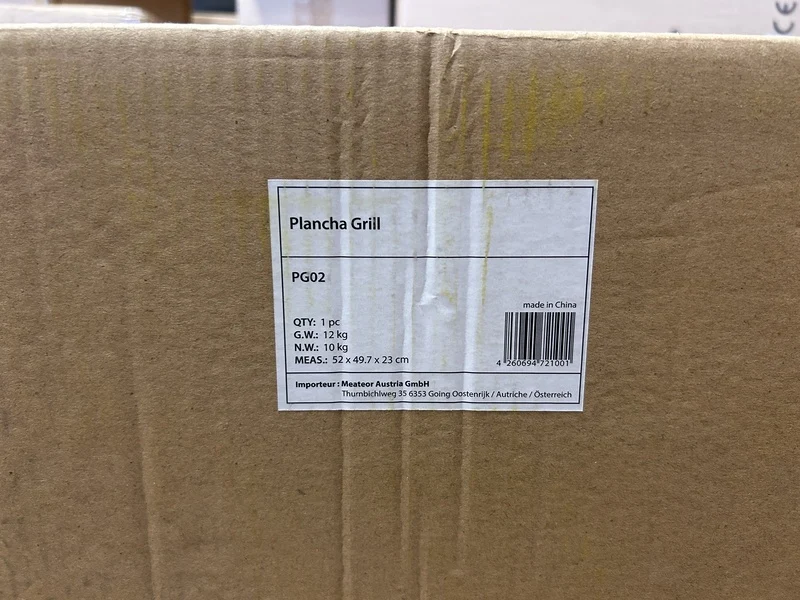 CE
Plancha Grill
PG02
made in China
QTY: 1 pc
G.W.: 12 kg
N.W.: 10 kg
MEAS.: 52 x 49.7 x 23 cm
4 260694 721001
Importeur : Meateor Austria GmbH
Thurnbichlweg 35 6353 Going Oostenrijk / Autriche / Österreich